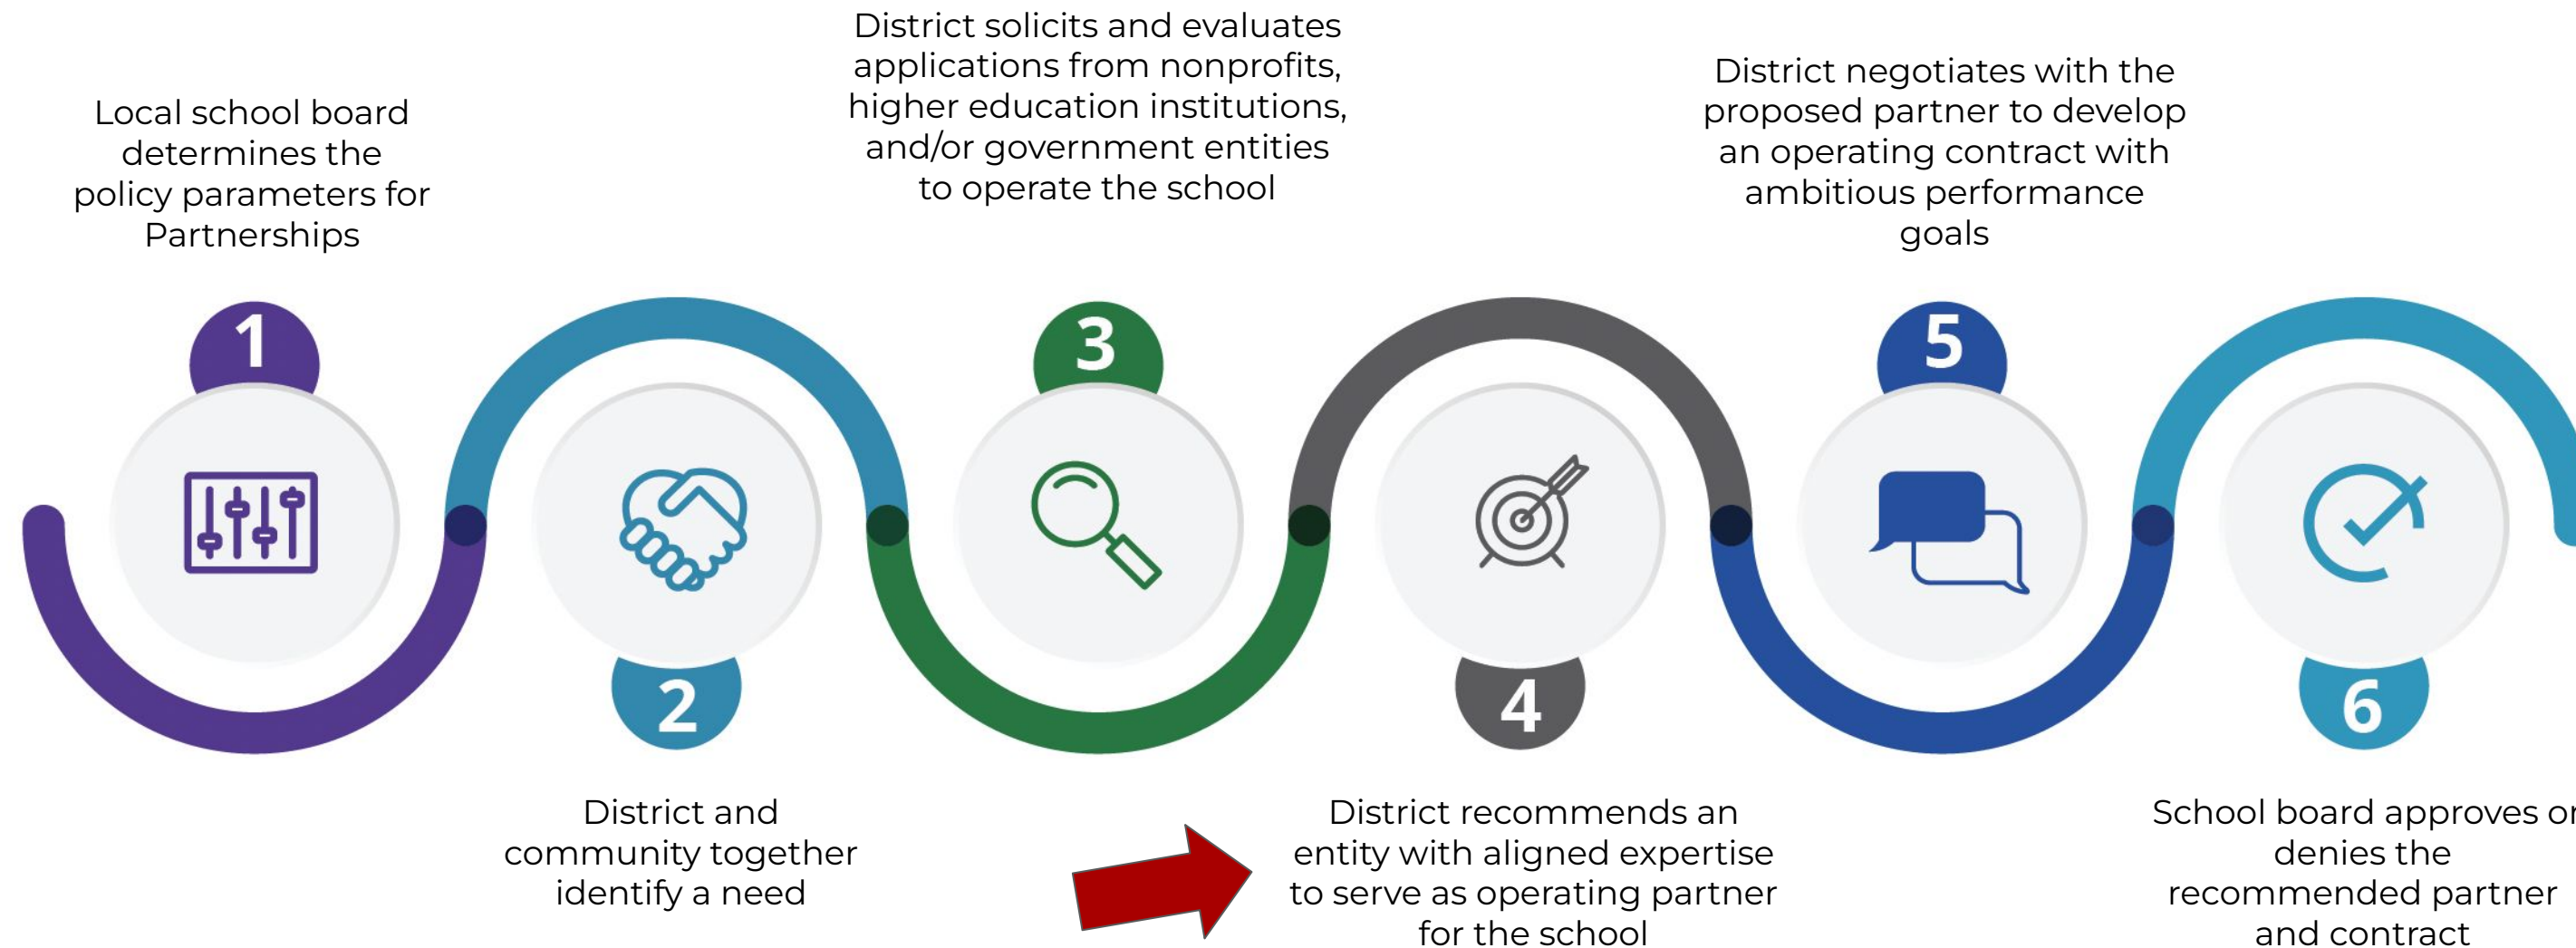 Local school board
determines the
policy parameters for
Partnerships
1
District and
community together
identify a need
2
District solicits and evaluates
applications from nonprofits,
higher education institutions,
and/or government entities
to operate the school
3
District recommends an
entity with aligned expertise
to serve as operating partner
for the school
4
District negotiates with the
proposed partner to develop
an operating contract with
ambitious performance
goals
5
School board approves or
denies the
recommended partner
and contract
6